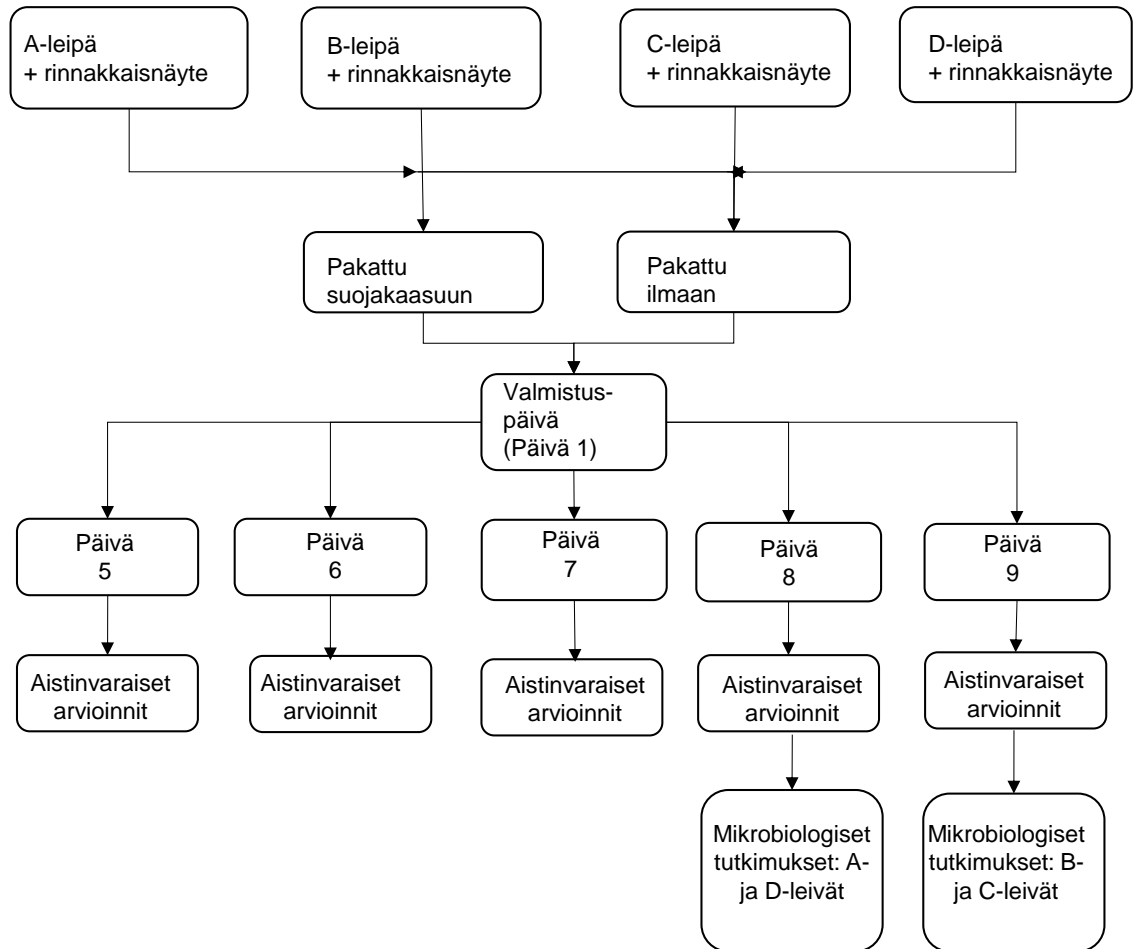 A-leipä
+ rinnakkaisnäyte
B-leipä
+ rinnakkaisnäyte
C-leipä
+ rinnakkaisnäyte
D-leipä
+ rinnakkaisnäyte
Pakattu
suojakaasuun
Pakattu
ilmaan
Valmistus-
päivä
(Päivä 1)
Päivä
5
Päivä
6
Päivä
7
Päivä
8
Päivä
9
Aistinvaraiset
arvioinnit
Aistinvaraiset
arvioinnit
Aistinvaraiset
arvioinnit
Aistinvaraiset
arvioinnit
Aistinvaraiset
arvioinnit
Mikrobiologiset
tutkimukset: A-
ja D-leivät
Mikrobiologiset
tutkimukset: B-
ja C-leivät